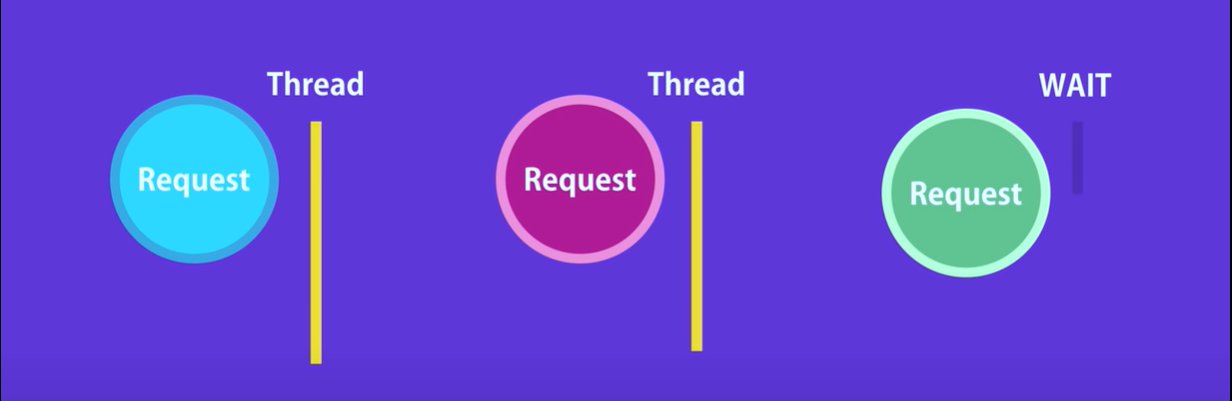 Thread
Request
Thread
Request
WAIT
Request